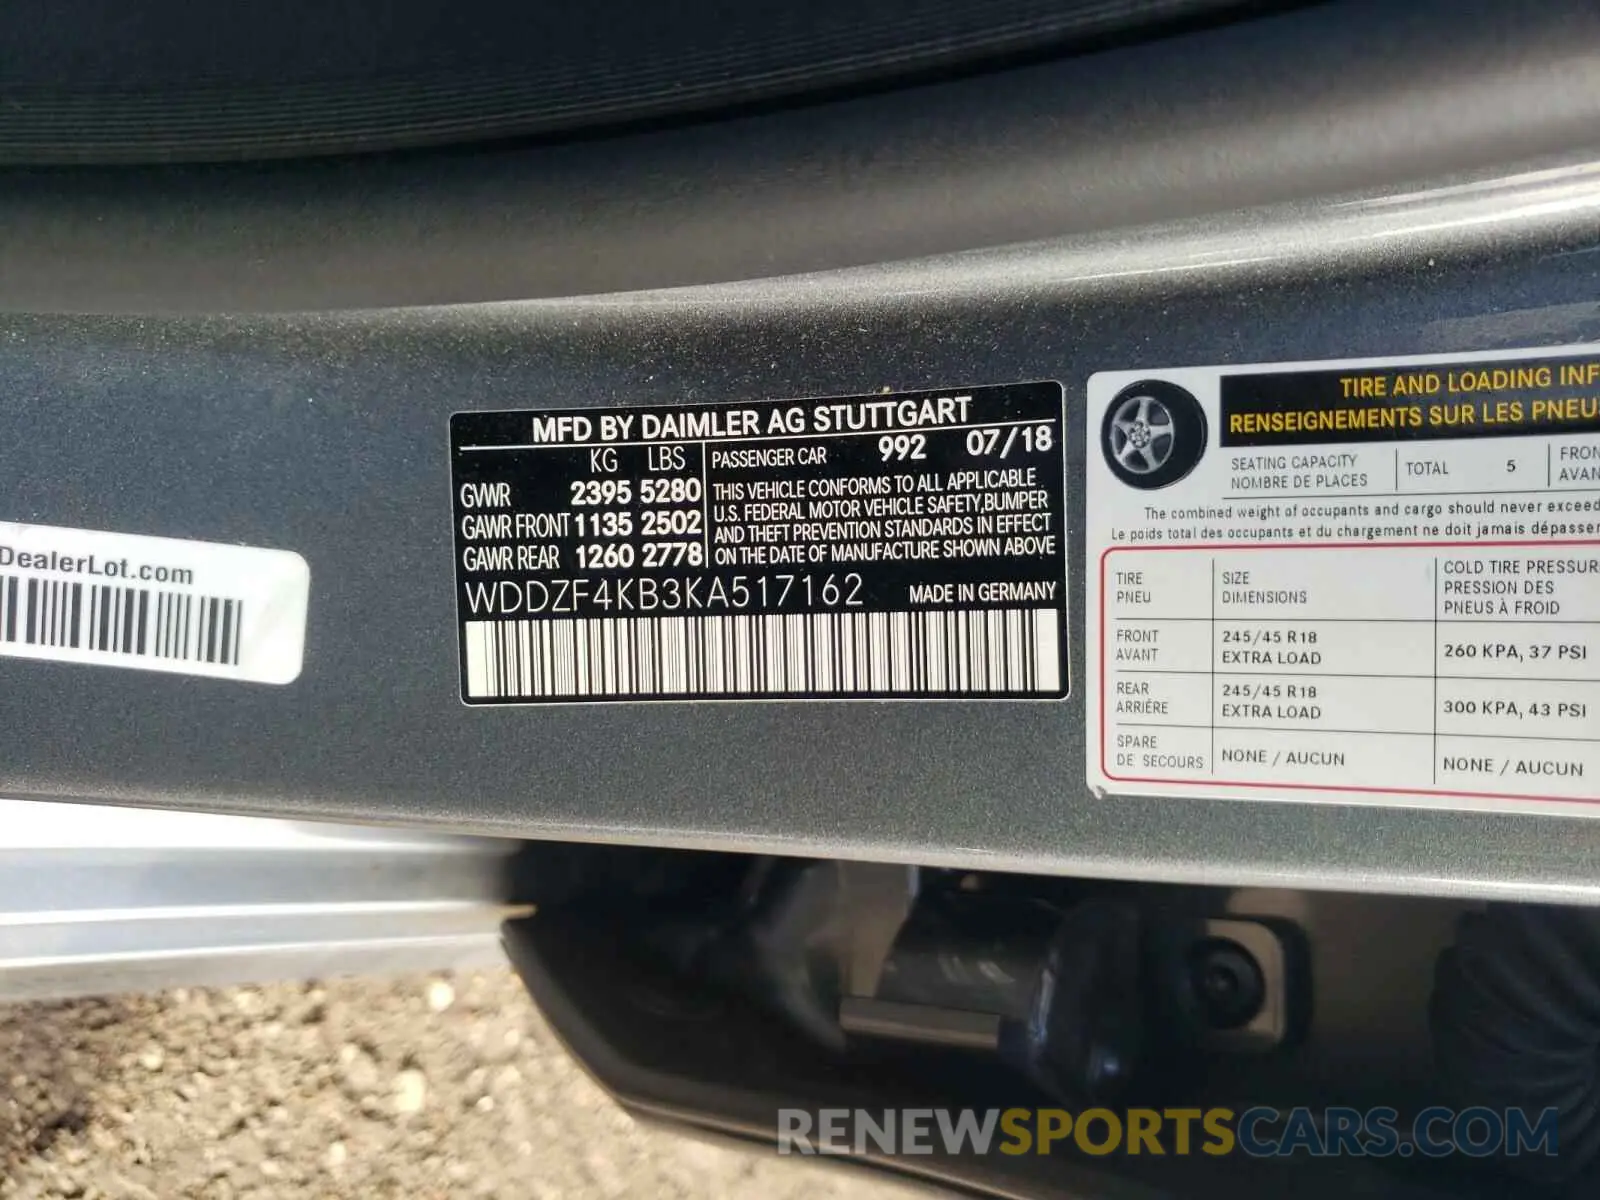 DealerLot.com
MFD BY DAIMLER AG STUTTGART
KG LBS PASSENGER CAR 992 07/18
GVWR 2395 5280
GAWR FRONT 1135 2502
GAWR REAR 1260 2778
THIS VEHICLE CONFORMS TO ALL APPLICABLE
U.S. FEDERAL MOTOR VEHICLE SAFETY,BUMPER
AND THEFT PREVENTION STANDARDS IN EFFECT
ON THE DATE OF MANUFACTURE SHOWN ABOVE
WDDZF4KB3KA517162 MADE IN GERMANY
TIRE AND LOADING INF
RENSEIGNEMENTS SUR LES PNEU
SEATING CAPACITY
NOMBRE DE PLACES
TOTAL 5
FRON
AVAN
The combined weight of occupants and cargo should never exceed
Le poids total des occupants et du chargement ne doit jamais dépasser
TIRE
PNEU
SIZE
DIMENSIONS
COLD TIRE PRESSUR
PRESSION DES
PNEUS À FROID
FRONT
AVANT
245/45 R18
EXTRA LOAD
260 KPA, 37 PSI
REAR
ARRIÈRE
245/45 R18
EXTRA LOAD
300 KPA, 43 PSI
SPARE
DE SECOURS
NONE / AUCUN
NONE / AUCUN
RENEWSPORTSCARS.COM